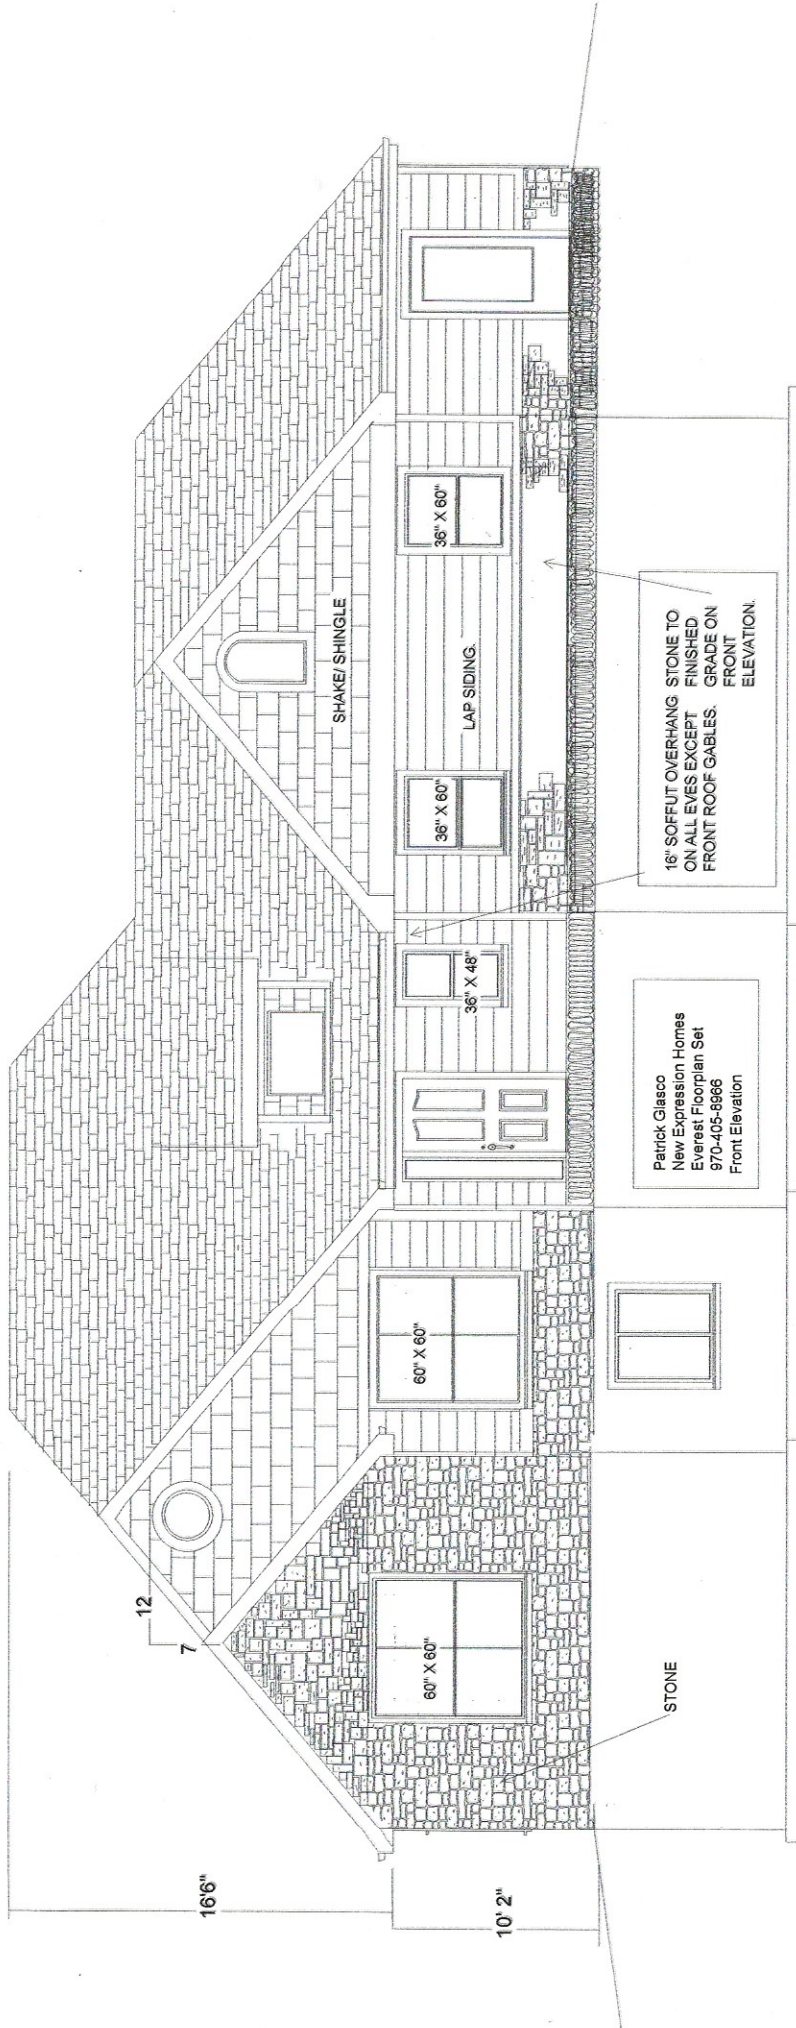 16'6"
10' 2"
12
7
60" X 60"
60" X 60"
36" X 48"
36" X 60"
36" X 60"
SHAKE/ SHINGLE
LAP SIDING.
STONE
Patrick Glasco
New Expression Homes
Everest Floorplan Set
970-405-8966
Front Elevation
16" SOFFUT OVERHANG
ON ALL EVES EXCEPT
FRONT ROOF GABLES.
STONE TO
FINISHED
GRADE ON
FRONT
ELEVATION.